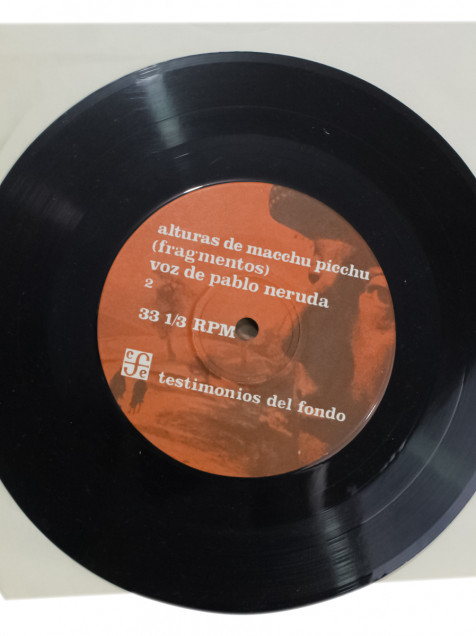 alturas de macchu picchu
(fragmentos)
voz de pablo neruda
2
33 1/3 RPM
c f e
testimonios del fondo